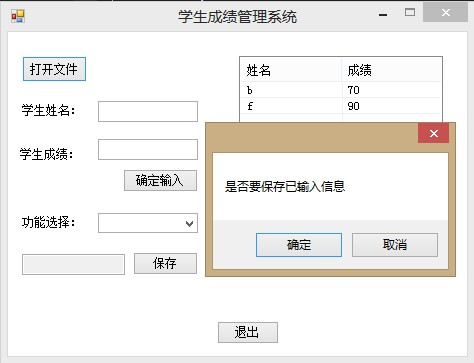 学生成绩管理系统
打开文件
姓名 成绩
b 70
f 90
学生姓名：
学生成绩：
确定输入
是否要保存已输入信息
确定 取消
功能选择：
保存
退出